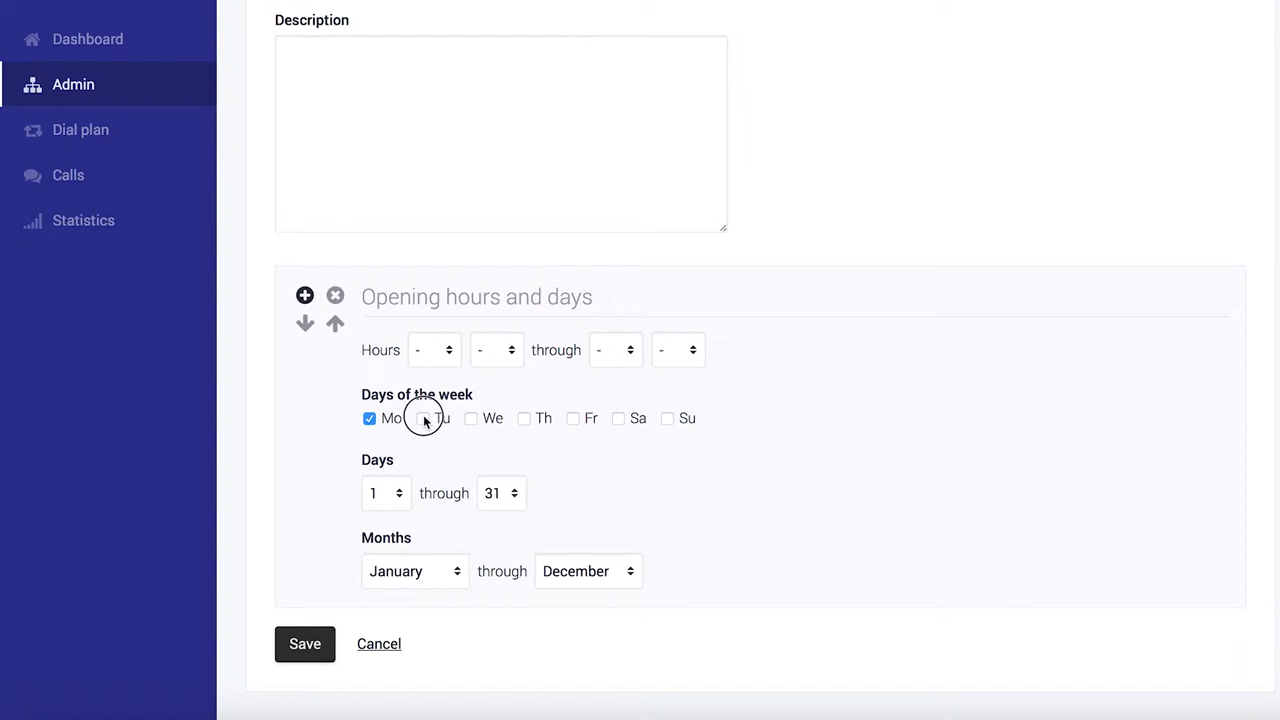 Description
Dashboard
Admin
Dial plan
Calls
Statistics
Opening hours and days
Hours - - through - -
Days of the week
Mo Tu We Th Fr Sa Su
Days
1 through 31
Months
January through December
Save Cancel